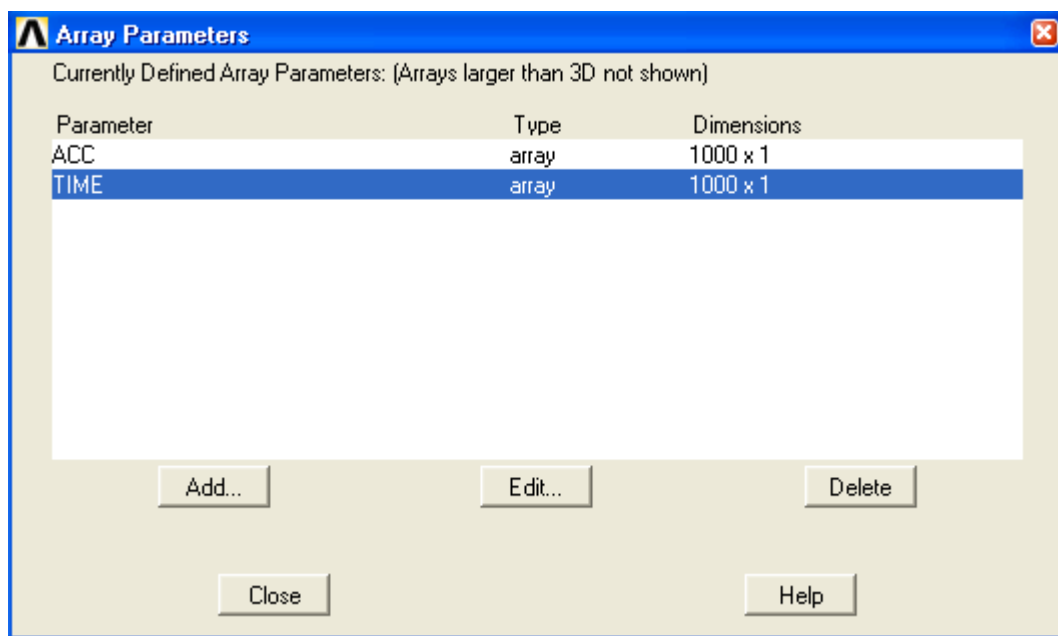 Array Parameters
Currently Defined Array Parameters: (Arrays larger than 3D not shown)
Parameter Type Dimensions
ACC array 1000 x 1
TIME array 1000 x 1
Add... Edit... Delete
Close Help